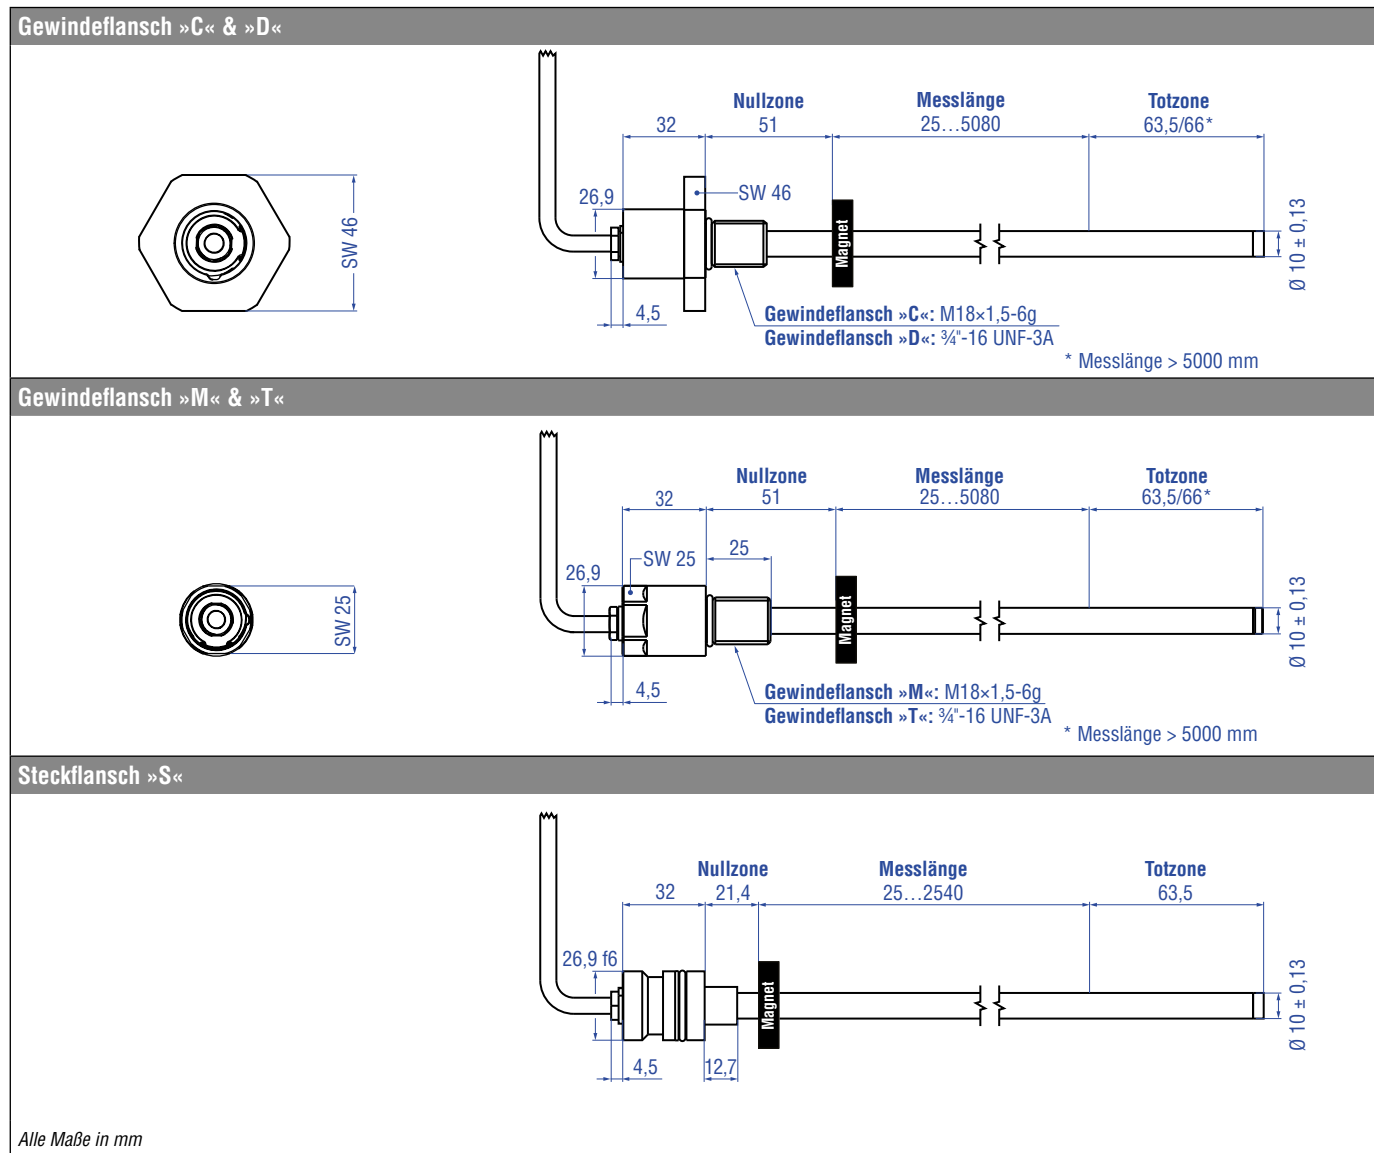 Gewindeflansch »C« & »D«
Nullzone
Messlänge
Totzone
32
51
25…5080
63,5/66*
26,9
SW 46
SW 46
Magnet
Ø 10 ± 0,13
4,5
Gewindeflansch »C«: M18×1,5-6g
Gewindeflansch »D«: ¾"-16 UNF-3A
* Messlänge > 5000 mm
Gewindeflansch »M« & »T«
Nullzone
Messlänge
Totzone
32
51
25…5080
63,5/66*
25
SW 25
26,9
SW 25
Magnet
Ø 10 ± 0,13
4,5
Gewindeflansch »M«: M18×1,5-6g
Gewindeflansch »T«: ¾"-16 UNF-3A
* Messlänge > 5000 mm
Steckflansch »S«
Nullzone
Messlänge
Totzone
32
21,4
25…2540
63,5
26,9 f6
Magnet
Ø 10 ± 0,13
4,5
12,7
Alle Maße in mm